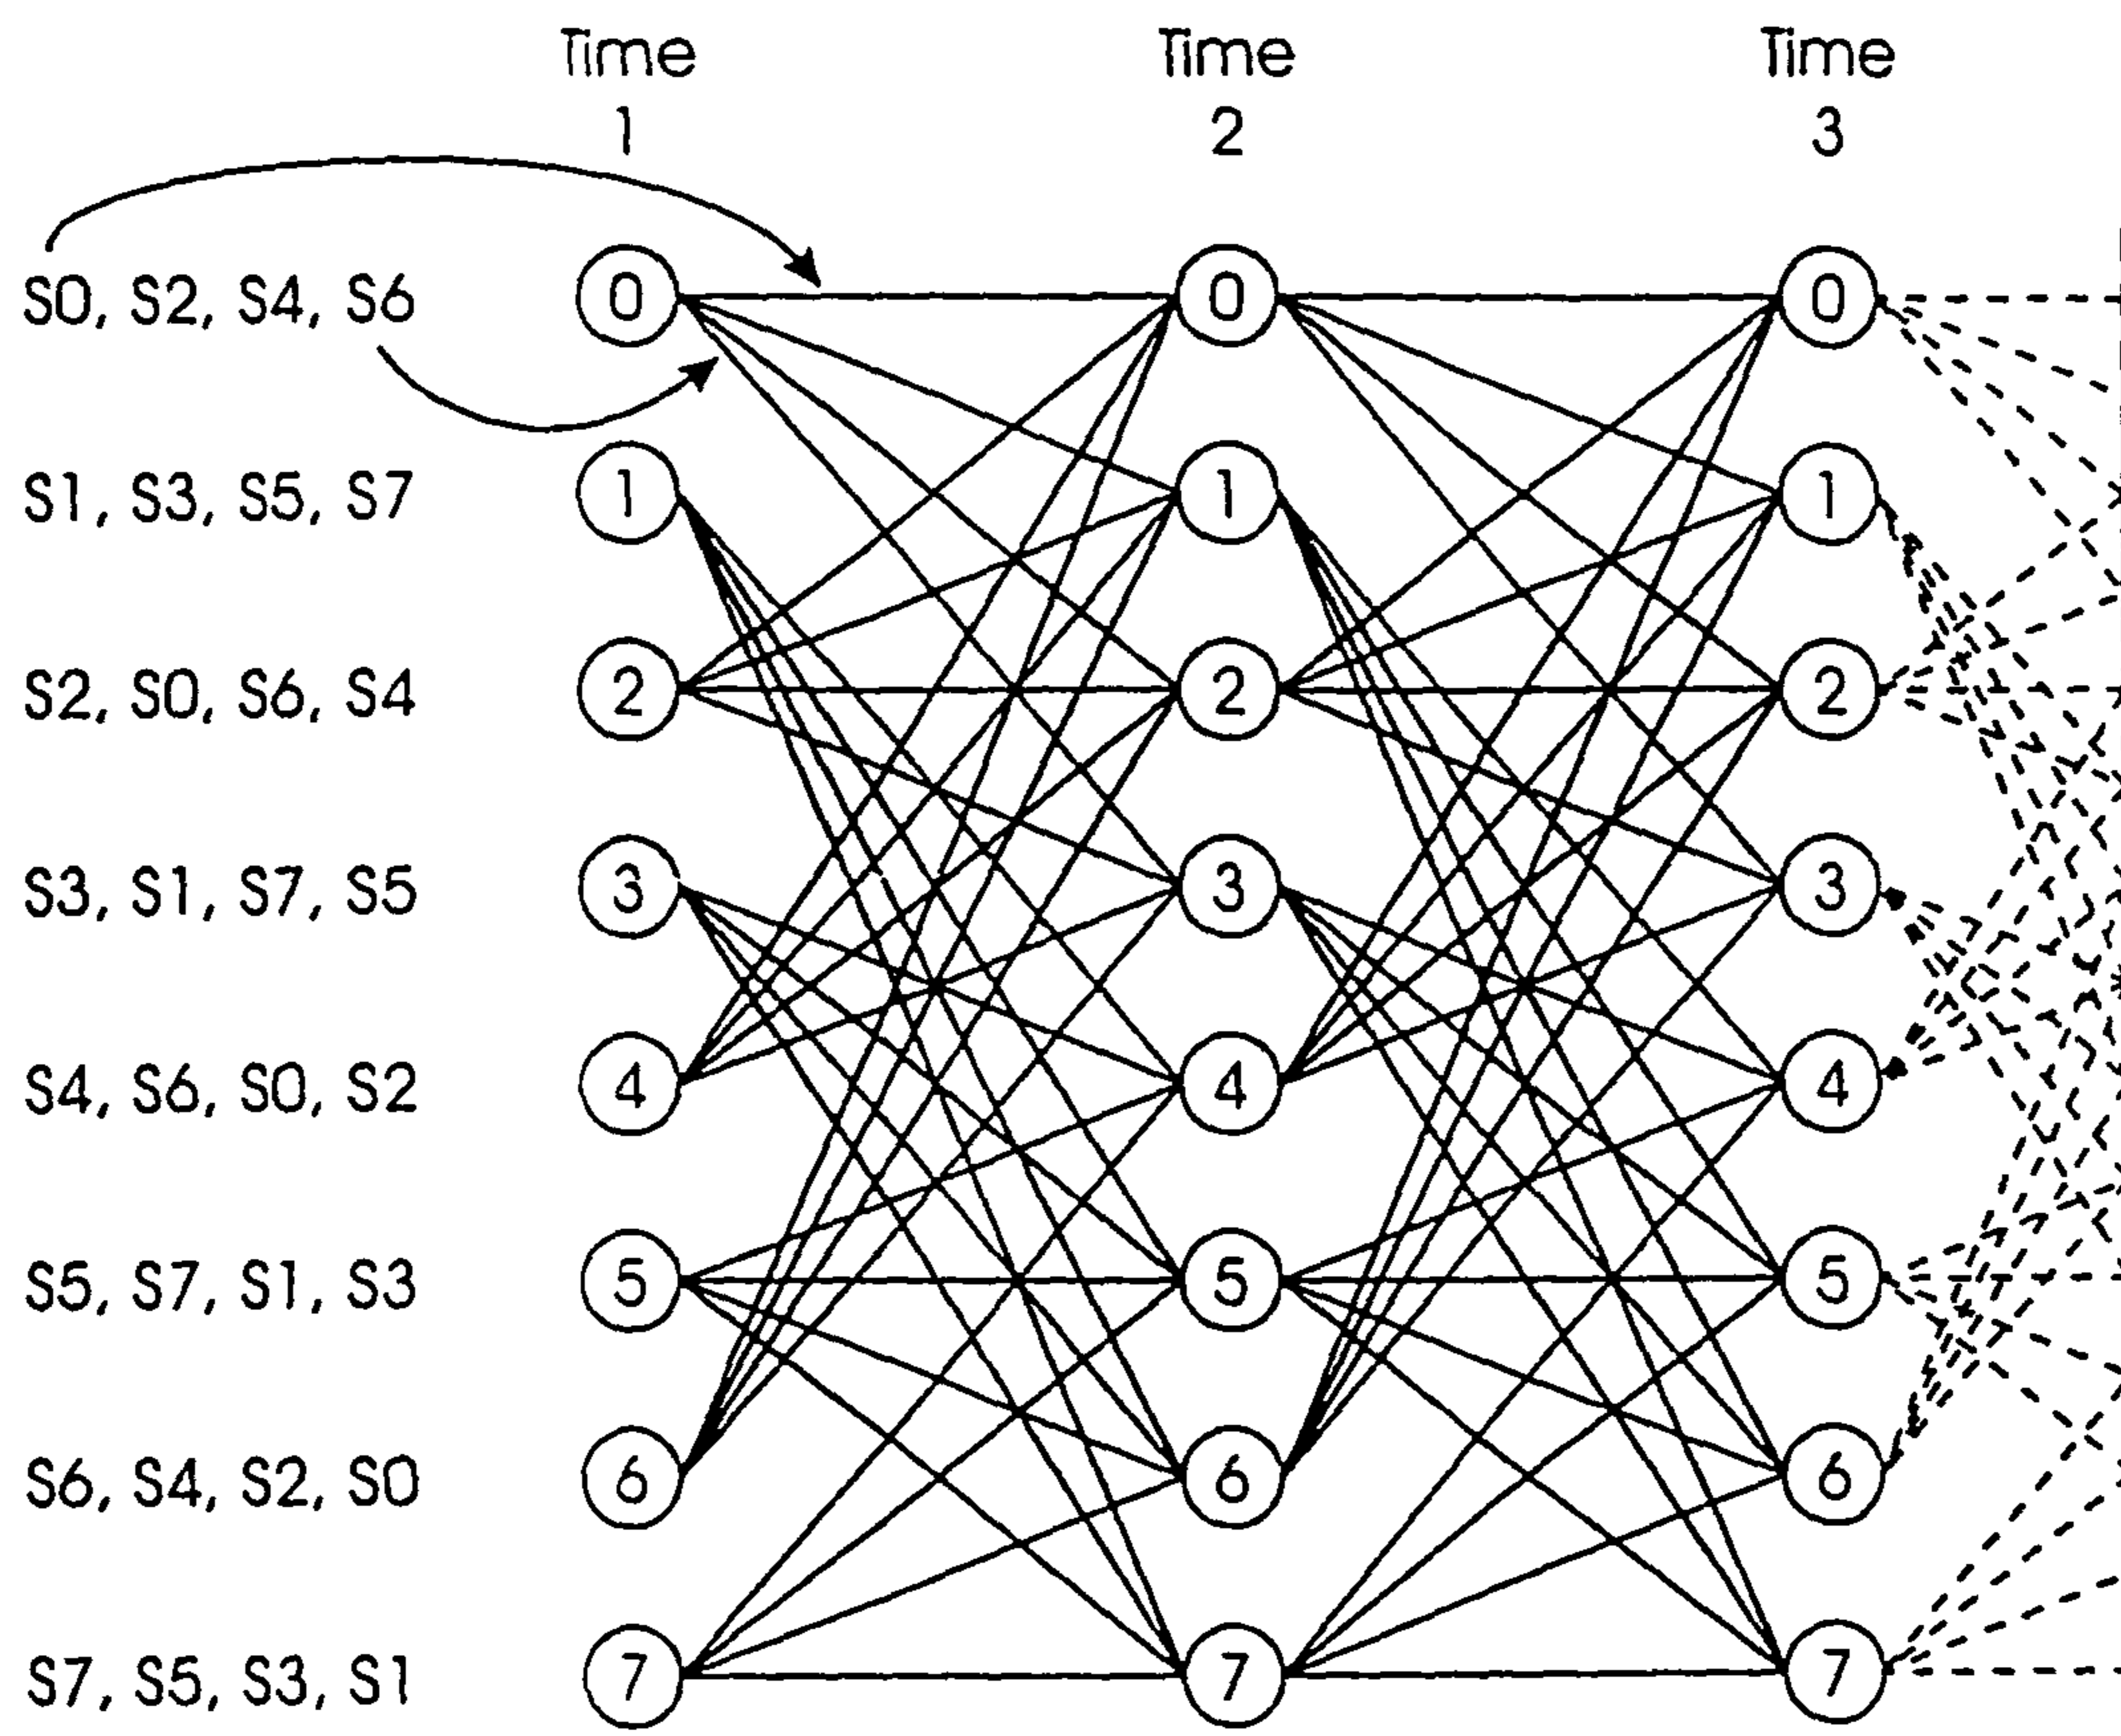 Time Time Time
1 2 3
S0, S2, S4, S6 0 0 0
S1, S3, S5, S7 1 1 1
S2, S0, S6, S4 2 2 2
S3, S1, S7, S5 3 3 3
S4, S6, S0, S2 4 4 4
S5, S7, S1, S3 5 5 5
S6, S4, S2, S0 6 6 6
S7, S5, S3, S1 7 7 7